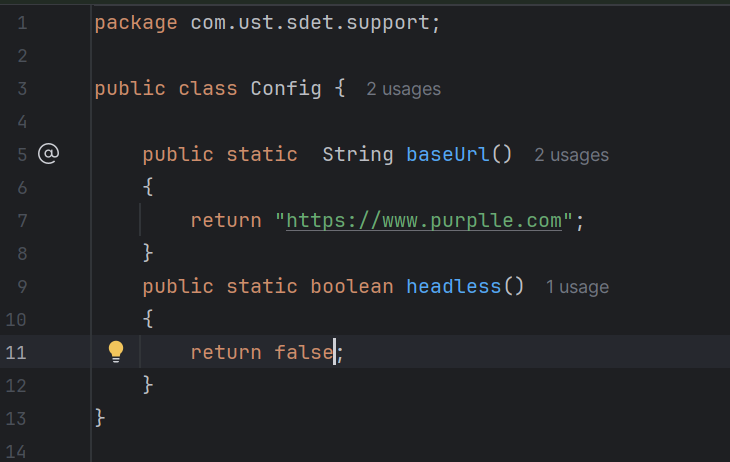 1 package com.ust.sdet.support;
2
3 public class Config { 2 usages
4
5 @ public static  String baseUrl() 2 usages
6 {
7 return "https://www.purplle.com";
8 }
9 public static boolean headless() 1 usage
10 {
11 return false;
12 }
13 }
14